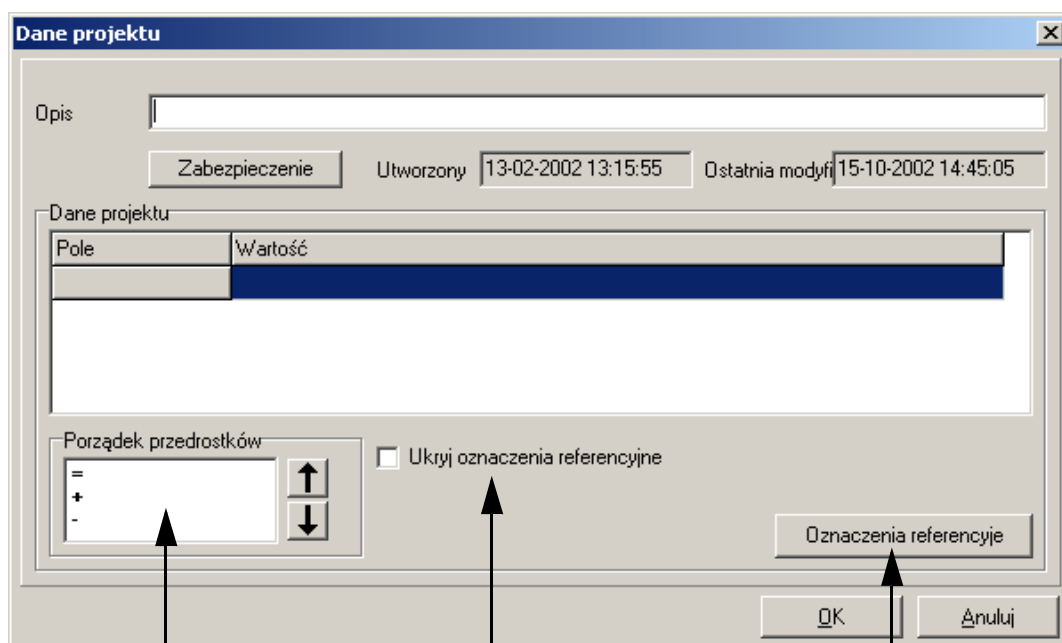 Dane projektu
Opis
Zabezpieczenie Utworzony 13-02-2002 13:15:55 Ostatnia modyfi 15-10-2002 14:45:05
Dane projektu
Pole Wartość
Porządek przedrostków
=
+
-
Ukryj oznaczenia referencyjne
Oznaczenia referencyje
OK Anuluj